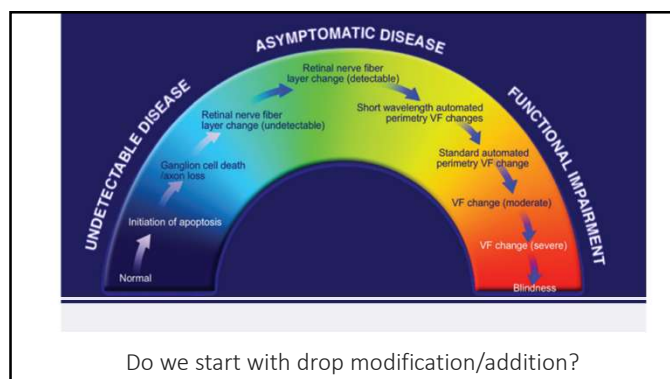 ASYMPTOMATIC DISEASE
UNDETECTABLE DISEASE
FUNCTIONAL IMPAIRMENT
Normal
Initiation of apoptosis
Ganglion cell death
/axon loss
Retinal nerve fiber
layer change (undetectable)
Retinal nerve fiber
layer change (detectable)
Short wavelength automated
perimetry VF changes
Standard automated
perimetry VF change
VF change (moderate)
VF change (severe)
Blindness
Do we start with drop modification/addition?